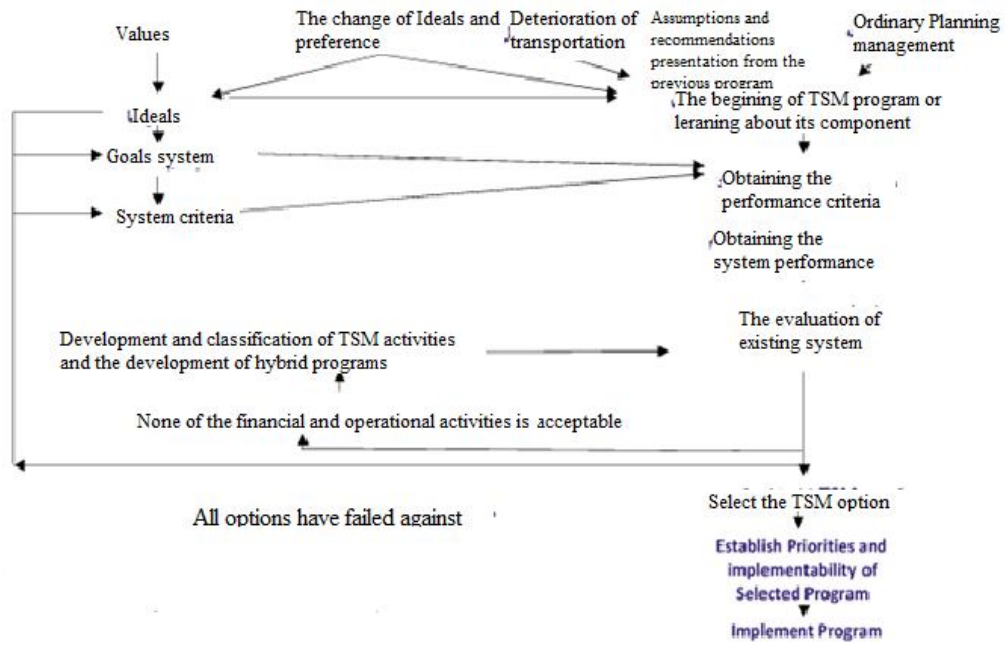 Values
The change of Ideals and
preference
Deterioration of
transportation
Assumptions and
recommendations
presentation from the
previous program
Ordinary Planning
management
Ideals
The begining of TSM program or
leraning about its component
Goals system
System criteria
Obtaining the
performance criteria
Obtaining the
system performance
The evaluation of
existing system
Development and classification of TSM activities
and the development of hybrid programs
None of the financial and operational activities is acceptable
Select the TSM option
All options have failed against
Establish Priorities and
implementability of
Selected Program
Implement Program